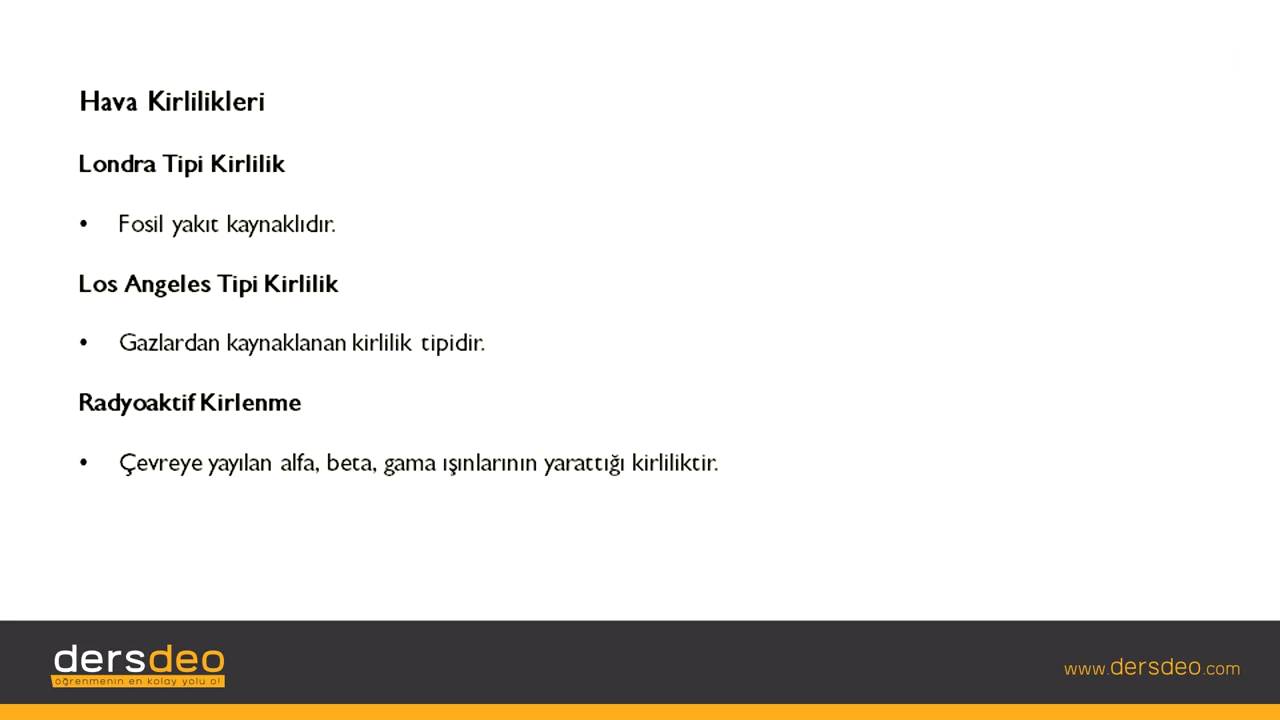 Hava Kirlilikleri
Londra Tipi Kirlilik
• Fosil yakıt kaynaklıdır.
Los Angeles Tipi Kirlilik
• Gazlardan kaynaklanan kirlilik tipidir.
Radyoaktif Kirlenme
• Çevreye yayılan alfa, beta, gama ışınlarının yarattığı kirliliktir.
dersdeo
öğrenmenin en kolay yolu o!
www.dersdeo.com